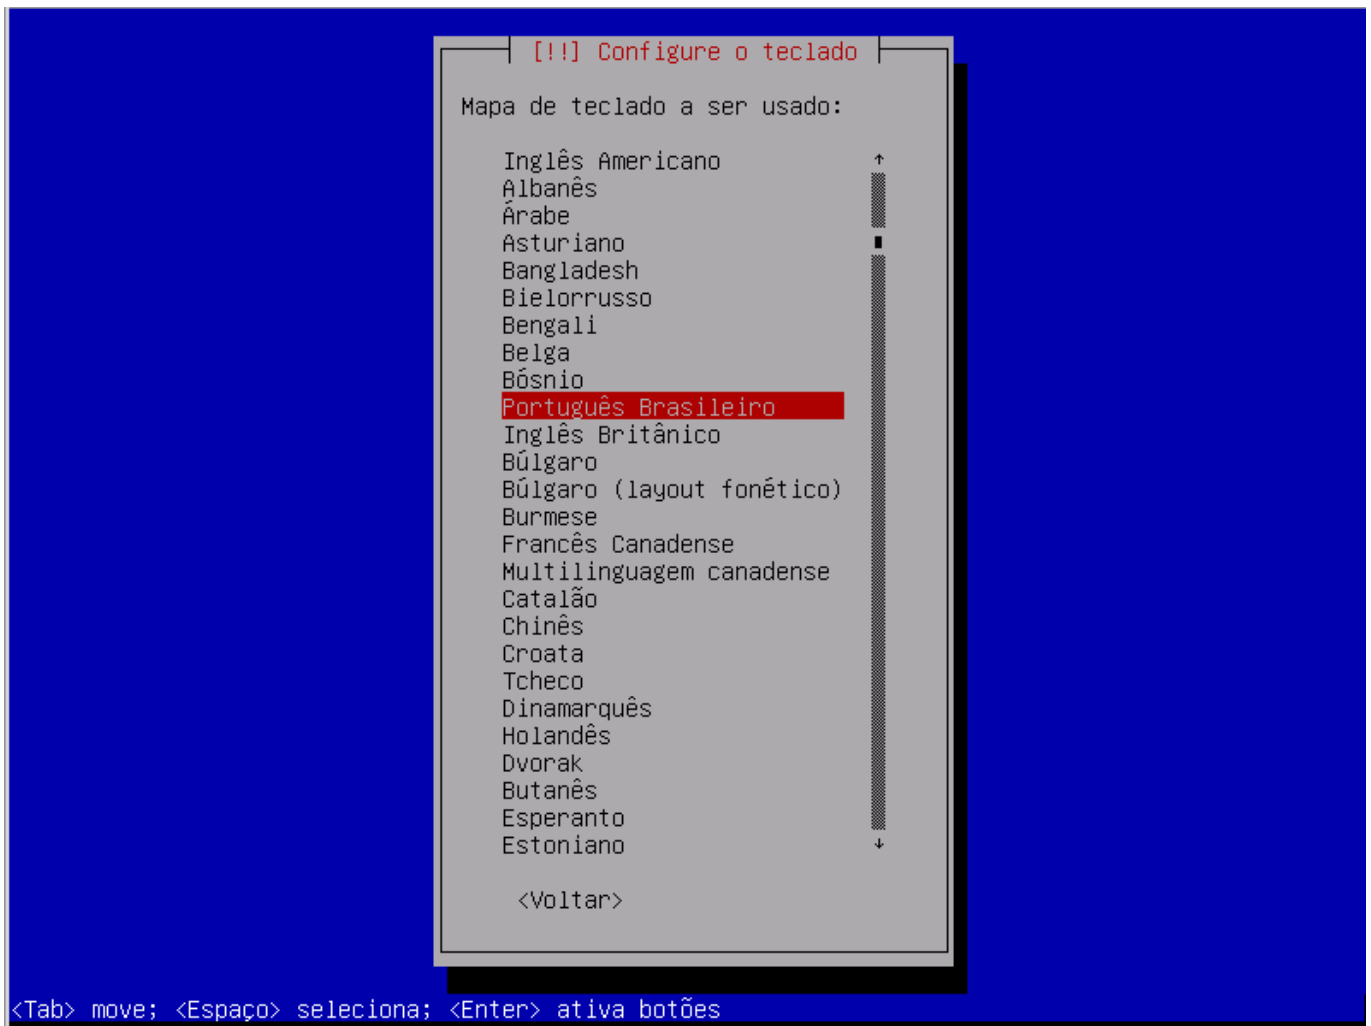 [!!] Configure o teclado
Mapa de teclado a ser usado:
Inglês Americano
Albanês
Árabe
Asturiano
Bangladesh
Bielorrusso
Bengali
Belga
Bósnio
Português Brasileiro
Inglês Britânico
Búlgaro
Búlgaro (layout fonético)
Burmese
Francês Canadense
Multilinguagem canadense
Catalão
Chinês
Croata
Tcheco
Dinamarquês
Holandês
Dvorak
Butanês
Esperanto
Estoniano
<Voltar>
<Tab> move; <Espaço> seleciona; <Enter> ativa botões